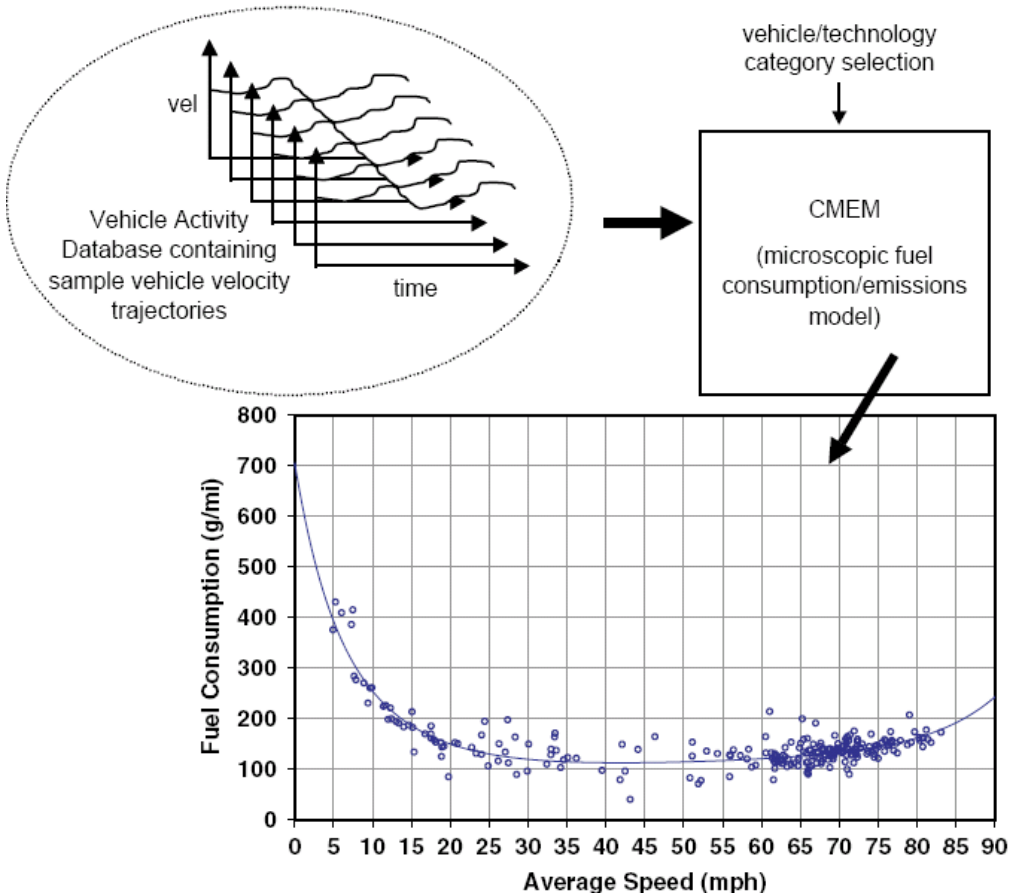 vel
Vehicle Activity
Database containing
sample vehicle velocity
trajectories
time
vehicle/technology
category selection
CMEM
(microscopic fuel
consumption/emissions
model)
Fuel Consumption (g/mi)
800
700
600
500
400
300
200
100
0
0 5 10 15 20 25 30 35 40 45 50 55 60 65 70 75 80 85 90
Average Speed (mph)